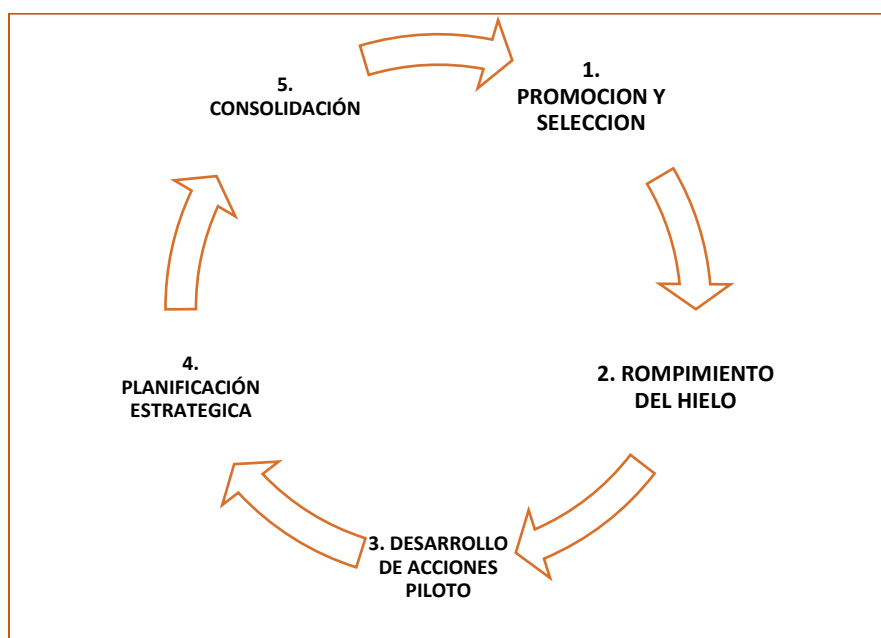 1.
PROMOCION Y
SELECCION
2. ROMPIMIENTO
DEL HIELO
3. DESARROLLO
DE ACCIONES
PILOTO
4.
PLANIFICACIÓN
ESTRATEGICA
5.
CONSOLIDACIÓN